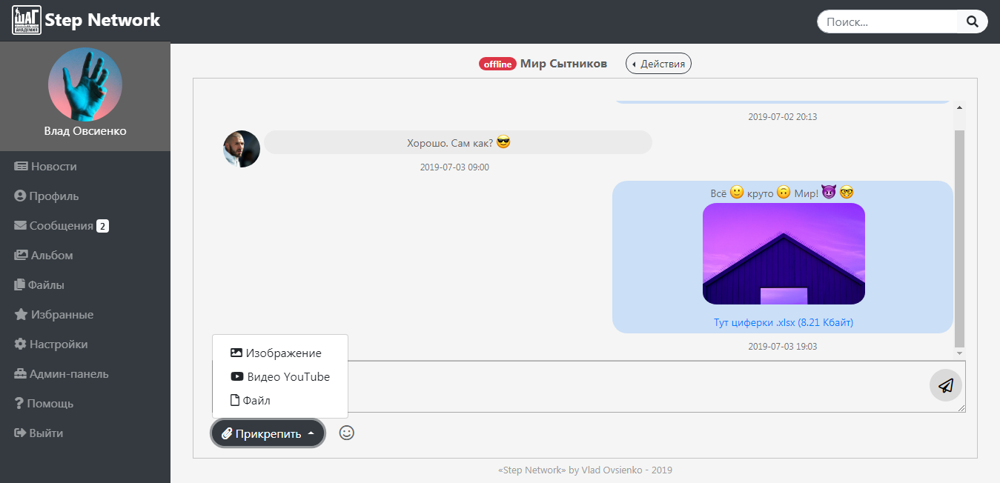 ШАГ
КОМПЬЮТЕРНАЯ
АКАДЕМИЯ
Step Network
Поиск...
Влад Овсиенко
Новости
Профиль
Сообщения 2
Альбом
Файлы
Избранные
Настройки
Админ-панель
Помощь
Выйти
offline Мир Сытников
Действия
2019-07-02 20:13
Хорошо. Сам как? 😎
2019-07-03 09:00
Всё 🙂 круто 🙃 Мир! 😈 🤓
Тут циферки .xlsx (8.21 Кбайт)
2019-07-03 19:03
Изображение
Видео YouTube
Файл
Прикрепить
«Step Network» by Vlad Ovsienko - 2019